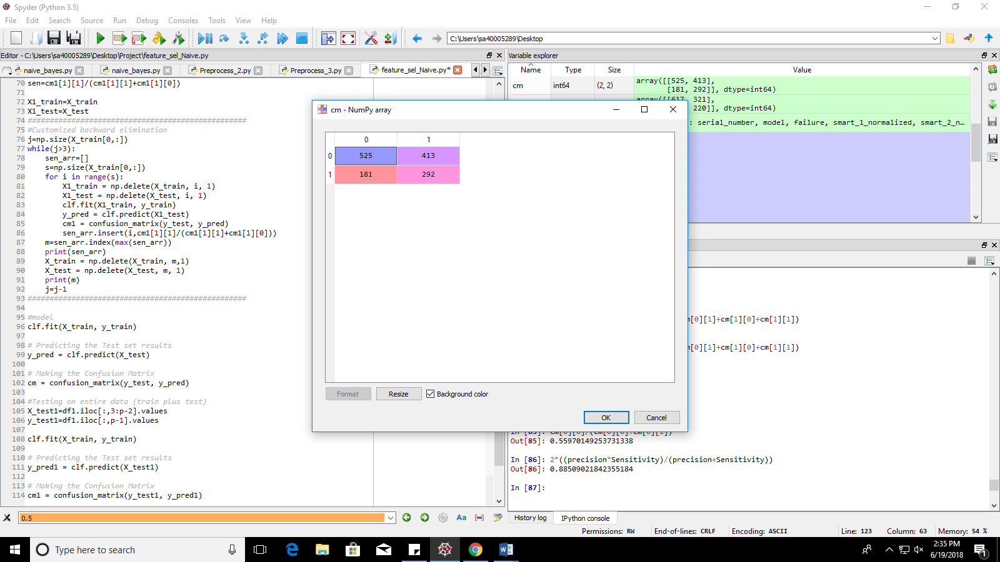 Spyder (Python 3.5)
File Edit Search Source Run Debug Consoles Tools View Help
C:\Users\sa40005289\Desktop
Editor - C:\Users\sa40005289\Desktop\Project\feature_sel_Naive.py
naive_bayes.py naive_bayes.py Preprocess_2.py Preprocess_3.py feature_sel_Naive.py*
70 sen=cm1[1][1]/(cm1[1][1]+cm1[1][0])
71
72 X1_train=X_train
73 X1_test=X_test
74 ##################################################
75 #Customized backward elimination
76 j=np.size(X_train[0,:])
77 while(j>3):
78 sen_arr=[]
79 s=np.size(X_train[0,:])
80 for i in range(s):
81 X1_train = np.delete(X_train, i, 1)
82 X1_test = np.delete(X_test, i, 1)
83 clf.fit(X1_train, y_train)
84 y_pred = clf.predict(X1_test)
85 cm1 = confusion_matrix(y_test, y_pred)
86 sen_arr.insert(i,cm1[1][1]/(cm1[1][1]+cm1[1][0]))
87 m=sen_arr.index(max(sen_arr))
88 print(sen_arr)
89 X_train = np.delete(X_train, m,1)
90 X_test = np.delete(X_test, m, 1)
91 print(m)
92 j=j-1
93 ##################################################
94
95 #model
96 clf.fit(X_train, y_train)
97
98 # Predicting the Test set results
99 y_pred = clf.predict(X_test)
100
101 # Making the Confusion Matrix
102 cm = confusion_matrix(y_test, y_pred)
103
104 #Testing on entire data (train plus test)
105 X_test1=df1.iloc[:,3:p-2].values
106 y_test1=df1.iloc[:,p-1].values
107
108 clf.fit(X_train, y_train)
109
110 # Predicting the Test set results
111 y_pred1 = clf.predict(X_test1)
112
113 # Making the Confusion Matrix
114 cm1 = confusion_matrix(y_test1, y_pred1)
0.5
Aa
Variable explorer
Name Type Size Value
cm int64 (2, 2) array([[525, 413],
[181, 292]], dtype=int64)
321],
220]], dtype=int64)
: serial_number, model, failure, smart_1_normalized, smart_2_n...
cm - NumPy array
0 1
0 525 413
1 181 292
Format Resize Background color
OK Cancel
[0][1]+cm[1][0]+cm[1][1])
[0][1]+cm[1][0]+cm[1][1])
In [85]: cm[0][0]/(cm[0][0]+cm[0][1])
Out[85]: 0.55970149253731338
In [86]: 2*((precision*Sensitivity)/(precision+Sensitivity))
Out[86]: 0.88509021842355184
In [87]:
History log IPython console
Permissions: RW End-of-lines: CRLF Encoding: ASCII Line: 123 Column: 63 Memory: 54 %
Type here to search
2:35 PM
6/19/2018
1